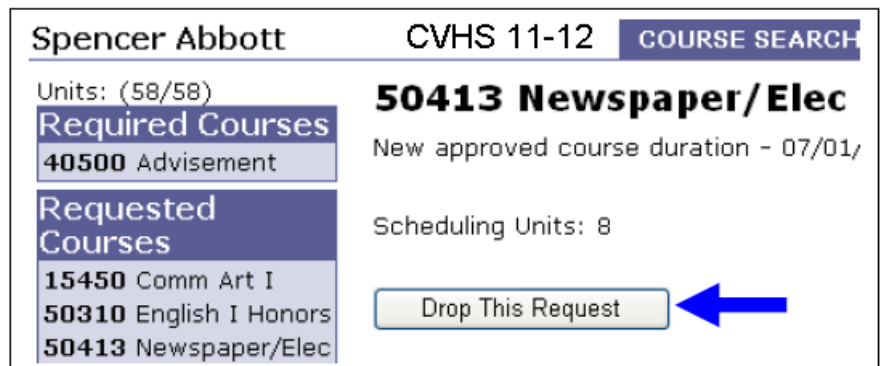 Spencer Abbott CVHS 11-12 COURSE SEARCH
Units: (58/58)
Required Courses
40500 Advisement
Requested
Courses
15450 Comm Art I
50310 English I Honors
50413 Newspaper/Elec
50413 Newspaper/Elec
New approved course duration - 07/01/
Scheduling Units: 8
Drop This Request